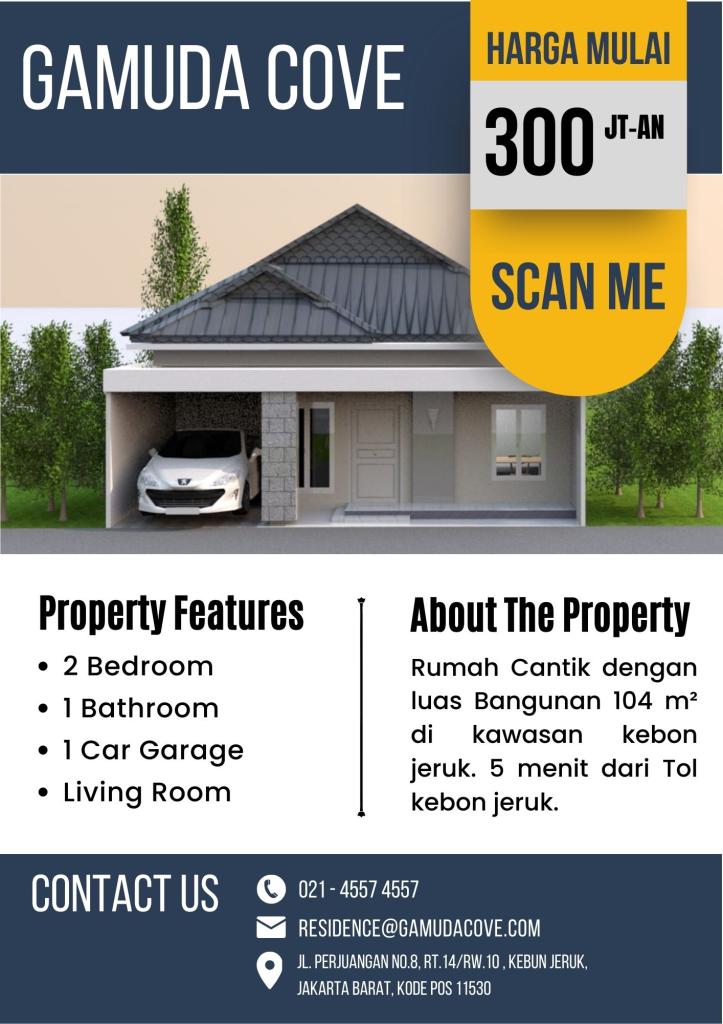 GAMUDA COVE
HARGA MULAI
300 JT-AN
SCAN ME
Property Features
• 2 Bedroom
• 1 Bathroom
• 1 Car Garage
• Living Room
About The Property
Rumah Cantik dengan
luas Bangunan 104 m²
di kawasan kebon
jeruk. 5 menit dari Tol
kebon jeruk.
CONTACT US
021 - 4557 4557
RESIDENCE@GAMUDACOVE.COM
JL. PERJUANGAN NO.8, RT.14/RW.10 , KEBUN JERUK,
JAKARTA BARAT, KODE POS 11530